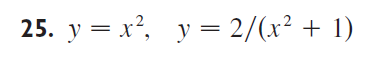 25. y = x², y = 2/(x² + 1)